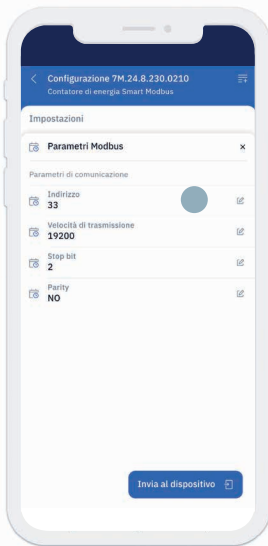 Configurazione 7M.24.8.230.0210
Contatore di energia Smart Modbus
Impostazioni
Parametri Modbus
Parametri di comunicazione
Indirizzo
33
Velocità di trasmissione
19200
Stop bit
2
Parity
NO
Invia al dispositivo